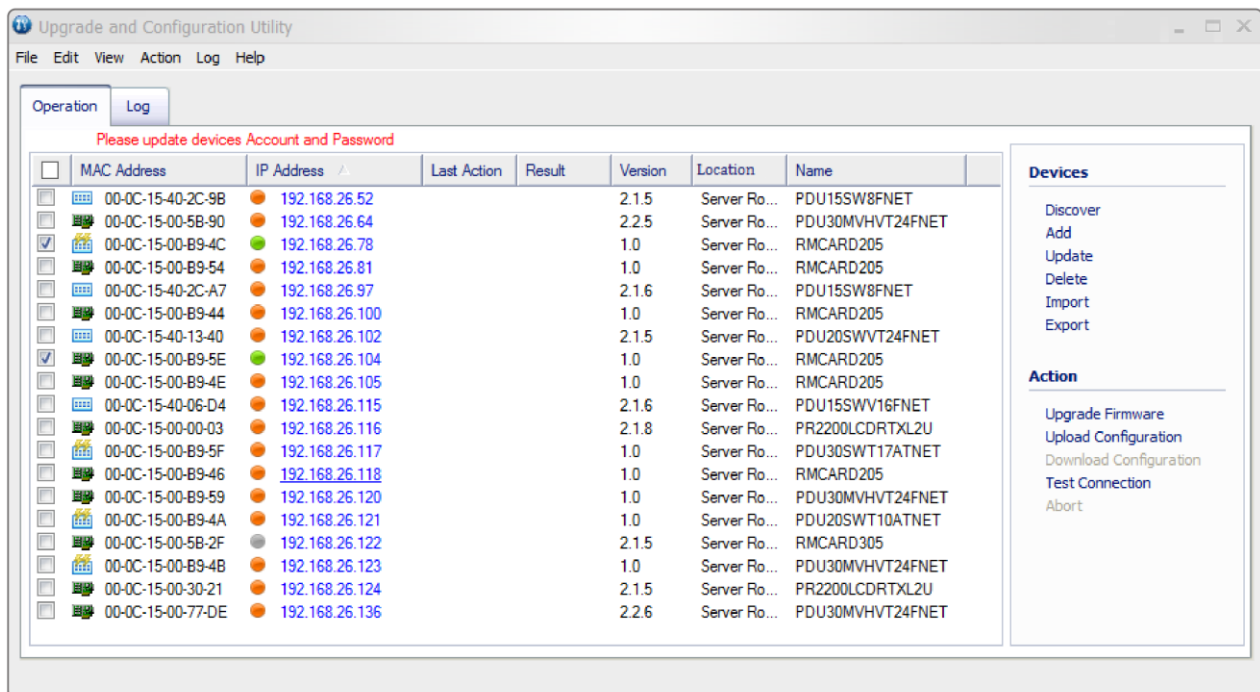 Upgrade and Configuration Utility
File Edit View Action Log Help
Operation Log
Please update devices Account and Password
MAC Address IP Address Last Action Result Version Location Name
00-0C-15-40-2C-9B 192.168.26.52 2.1.5 Server Ro... PDU15SW8FNET
00-0C-15-00-5B-90 192.168.26.64 2.2.5 Server Ro... PDU30MVHVT24FNET
00-0C-15-00-B9-4C 192.168.26.78 1.0 Server Ro... RMCARD205
00-0C-15-00-B9-54 192.168.26.81 1.0 Server Ro... RMCARD205
00-0C-15-40-2C-A7 192.168.26.97 2.1.6 Server Ro... PDU15SW8FNET
00-0C-15-00-B9-44 192.168.26.100 1.0 Server Ro... RMCARD205
00-0C-15-40-13-40 192.168.26.102 2.1.5 Server Ro... PDU20SWVT24FNET
00-0C-15-00-B9-5E 192.168.26.104 1.0 Server Ro... RMCARD205
00-0C-15-00-B9-4E 192.168.26.105 1.0 Server Ro... RMCARD205
00-0C-15-40-06-D4 192.168.26.115 2.1.6 Server Ro... PDU15SWV16FNET
00-0C-15-00-00-03 192.168.26.116 2.1.8 Server Ro... PR2200LCDRTXL2U
00-0C-15-00-B9-5F 192.168.26.117 1.0 Server Ro... PDU30SWT17ATNET
00-0C-15-00-B9-46 192.168.26.118 1.0 Server Ro... RMCARD205
00-0C-15-00-B9-59 192.168.26.120 1.0 Server Ro... PDU30MVHVT24FNET
00-0C-15-00-B9-4A 192.168.26.121 1.0 Server Ro... PDU20SWT10ATNET
00-0C-15-00-5B-2F 192.168.26.122 2.1.5 Server Ro... RMCARD305
00-0C-15-00-B9-4B 192.168.26.123 1.0 Server Ro... PDU30MVHVT24FNET
00-0C-15-00-30-21 192.168.26.124 2.1.5 Server Ro... PR2200LCDRTXL2U
00-0C-15-00-77-DE 192.168.26.136 2.2.6 Server Ro... PDU30MVHVT24FNET
Devices
Discover
Add
Update
Delete
Import
Export
Action
Upgrade Firmware
Upload Configuration
Download Configuration
Test Connection
Abort